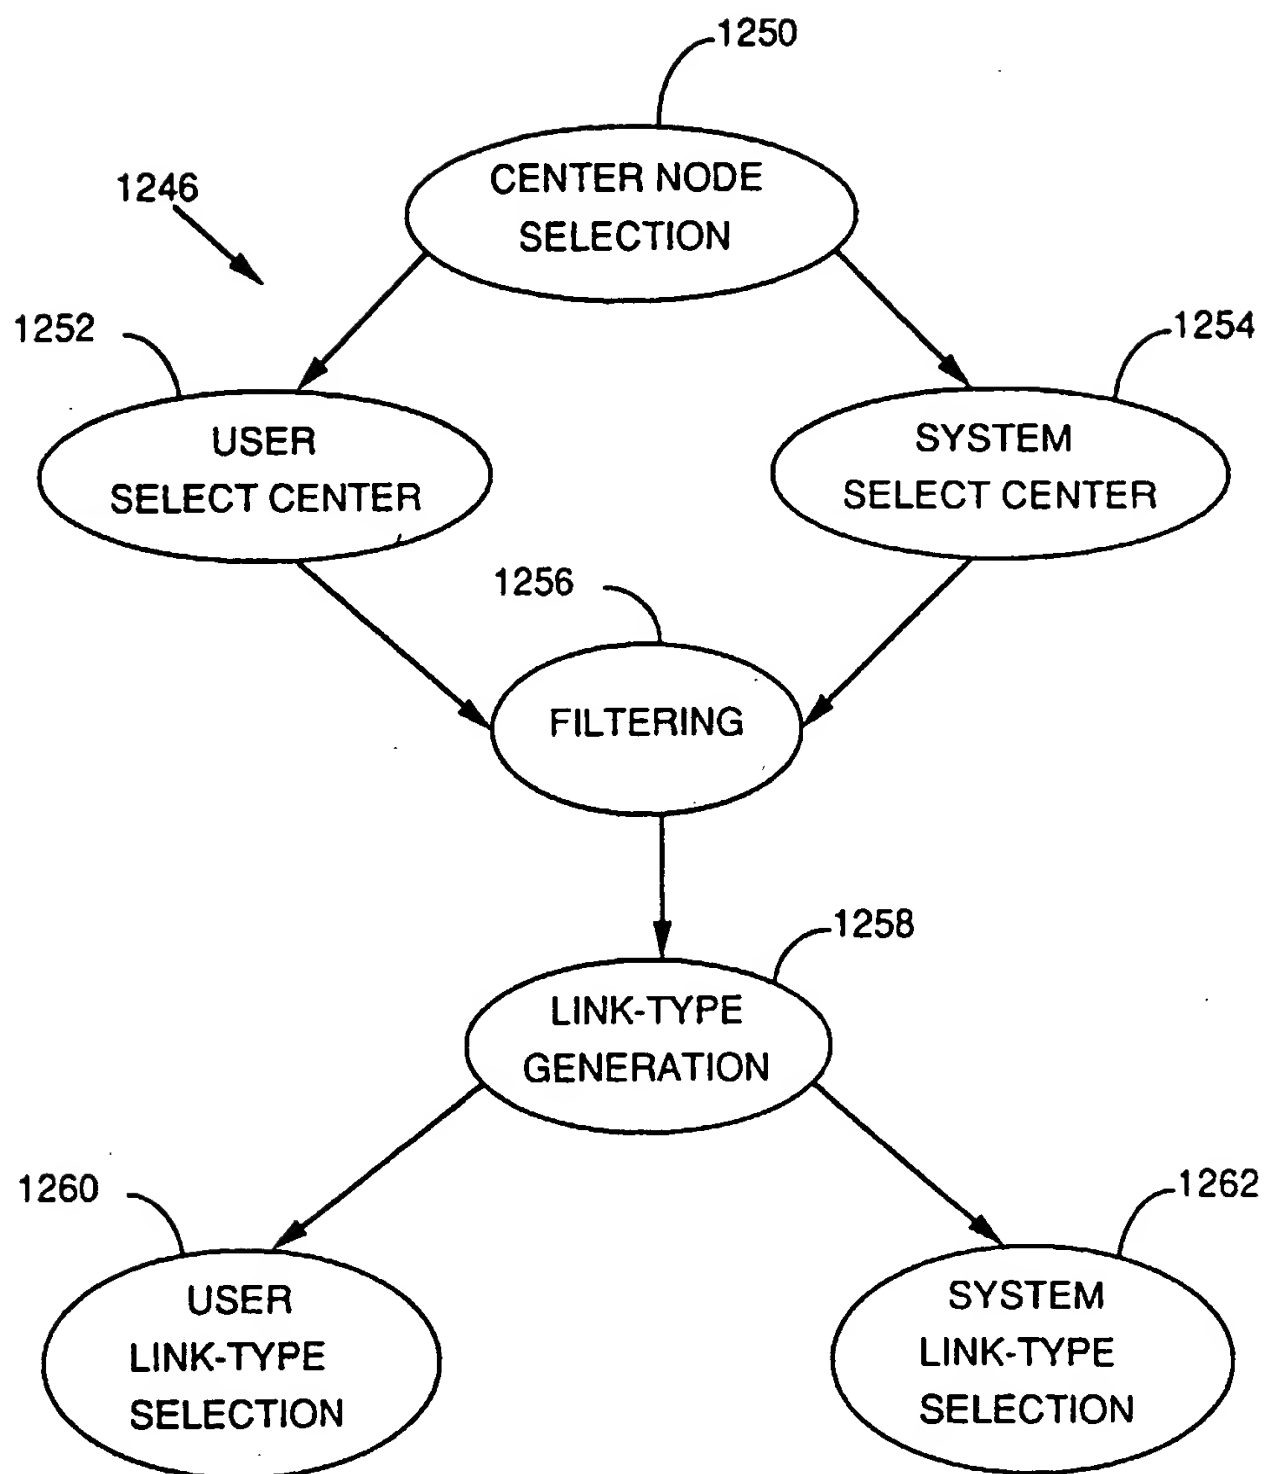 1250
CENTER NODE
SELECTION
1246
1252
1254
USER
SELECT CENTER
SYSTEM
SELECT CENTER
1256
FILTERING
1258
LINK-TYPE
GENERATION
1260
1262
USER
LINK-TYPE
SELECTION
SYSTEM
LINK-TYPE
SELECTION